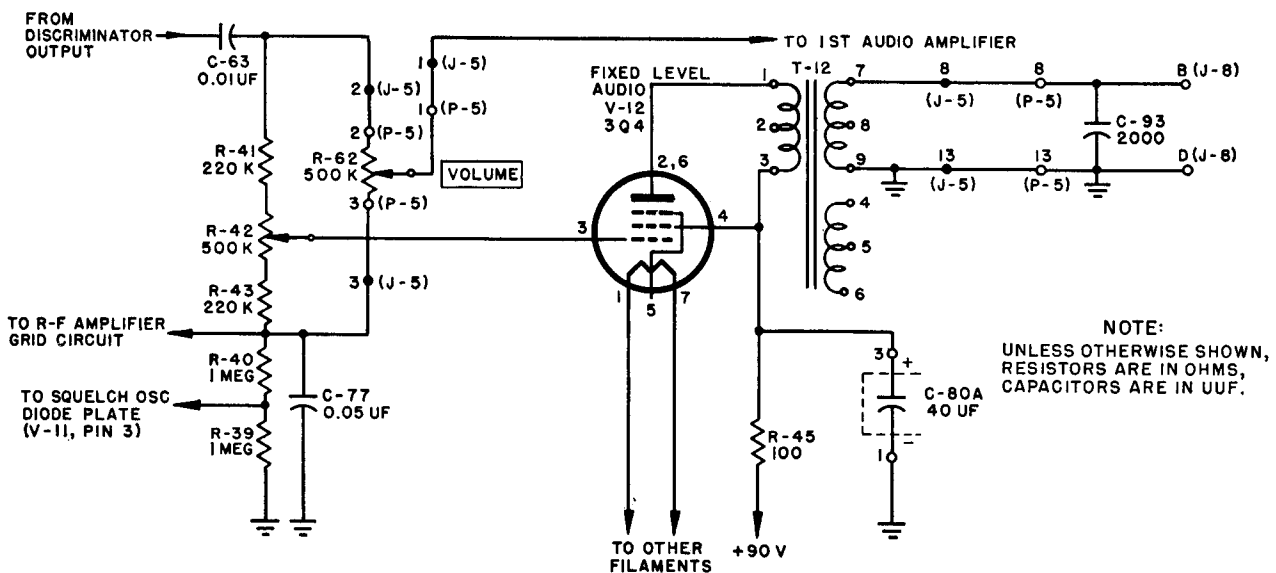 FROM
DISCRIMINATOR
OUTPUT
C-63
0.01UF
2 (J-5)
2 (P-5)
1 (J-5)
1 (P-5)
TO 1ST AUDIO AMPLIFIER
R-41
220 K
R-62
500 K
VOLUME
3 (P-5)
R-42
500 K
R-43
220 K
3 (J-5)
TO R-F AMPLIFIER
GRID CIRCUIT
R-40
1 MEG
TO SQUELCH OSC
DIODE PLATE
(V-11, PIN 3)
C-77
0.05 UF
R-39
1 MEG
FIXED LEVEL
AUDIO
V-12
3Q4
2,6
3
4
1
5
7
TO OTHER
FILAMENTS
T-12
1
2
3
7
8
9
4
5
6
8
(J-5)
8
(P-5)
B (J-8)
C-93
2000
13
(J-5)
13
(P-5)
D (J-8)
R-45
100
+90 V
3
+
C-80A
40 UF
−
1
NOTE:
UNLESS OTHERWISE SHOWN,
RESISTORS ARE IN OHMS,
CAPACITORS ARE IN UUF.